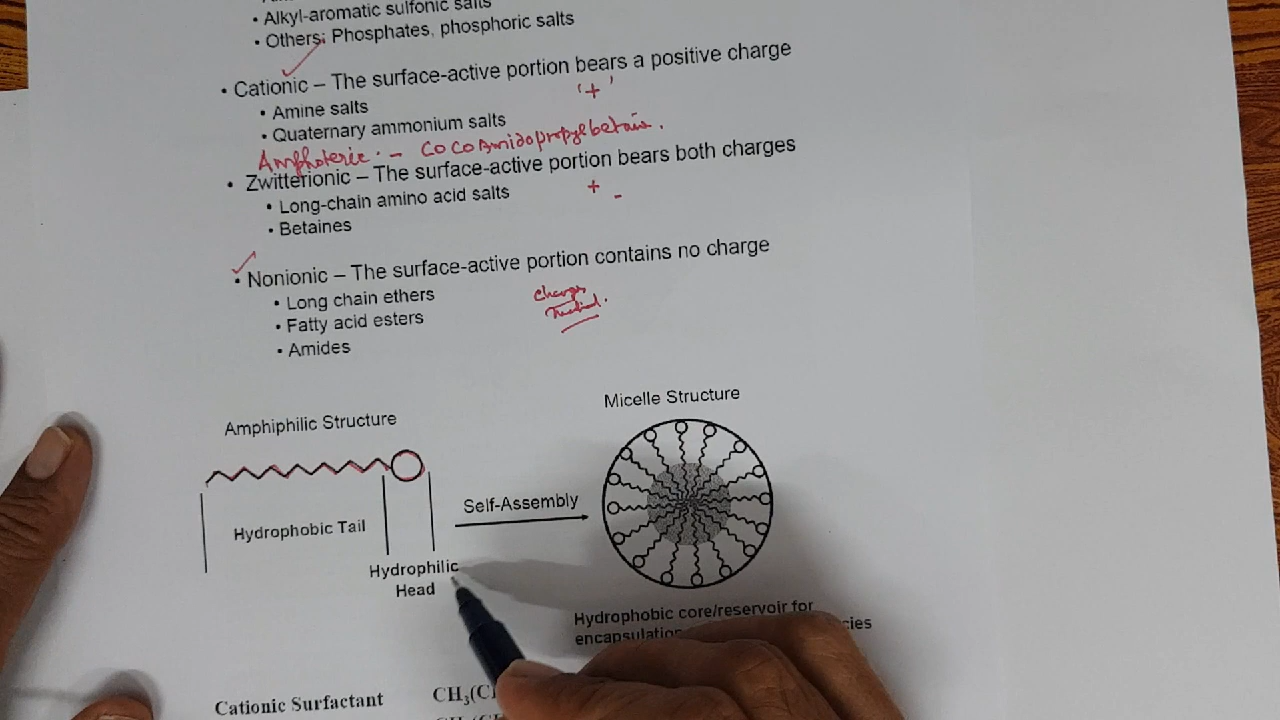 • Alkyl-aromatic sulfonic salts
• Others: Phosphates, phosphoric salts
• Cationic – The surface-active portion bears a positive charge
'+'
• Amine salts
• Quaternary ammonium salts
Amphoteric. - CocoAmidopropylbetain.
• Zwitterionic – The surface-active portion bears both charges
+ -
• Long-chain amino acid salts
• Betaines
• Nonionic – The surface-active portion contains no charge
• Long chain ethers
• Fatty acid esters
• Amides
Amphiphilic Structure
Micelle Structure
Self-Assembly
Hydrophobic Tail
Hydrophilic
Head
Hydrophobic core/reservoir for
encapsulation
Cationic Surfactant